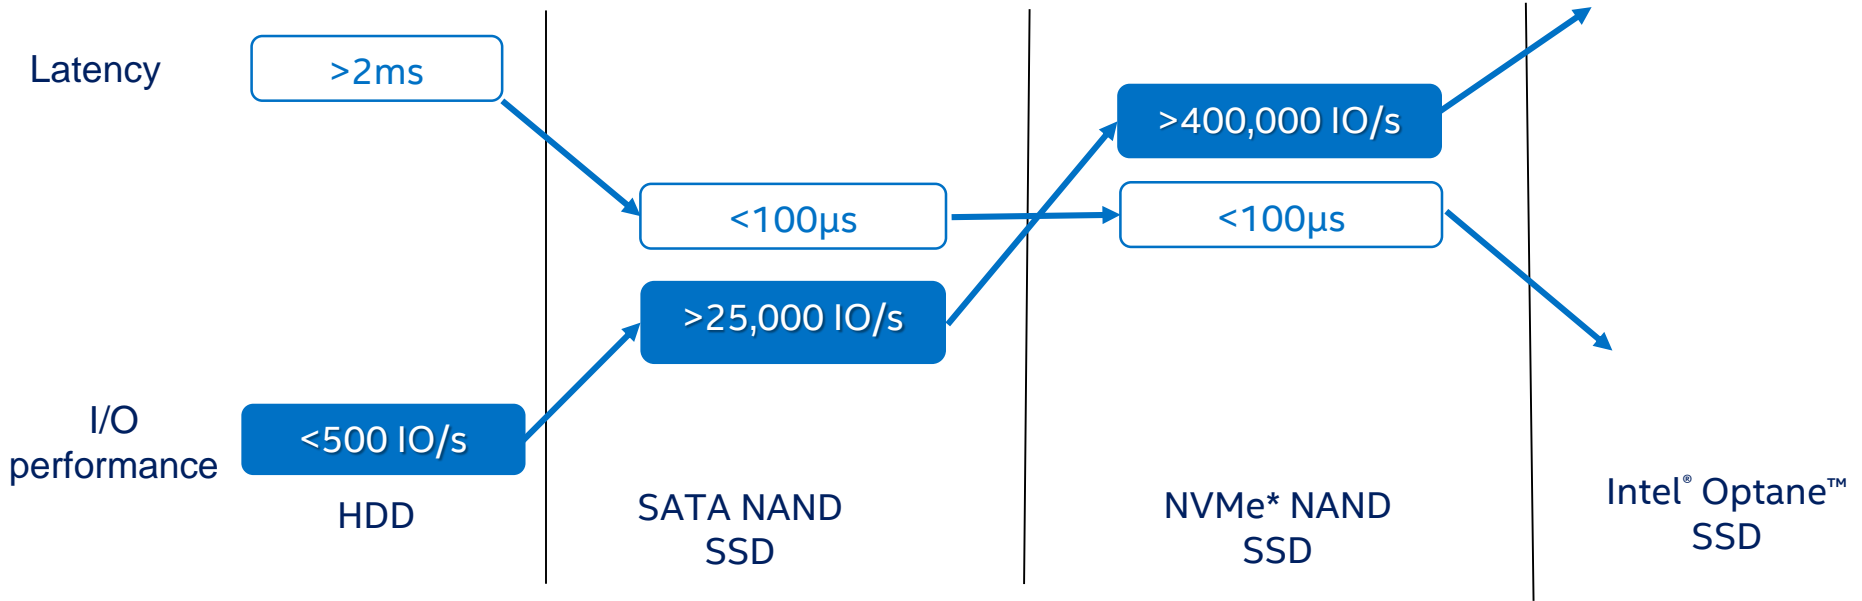 Latency
>2ms
<100µs
>25,000 IO/s
>400,000 IO/s
<100µs
I/O
performance
<500 IO/s
HDD
SATA NAND
SSD
NVMe* NAND
SSD
Intel® Optane™
SSD